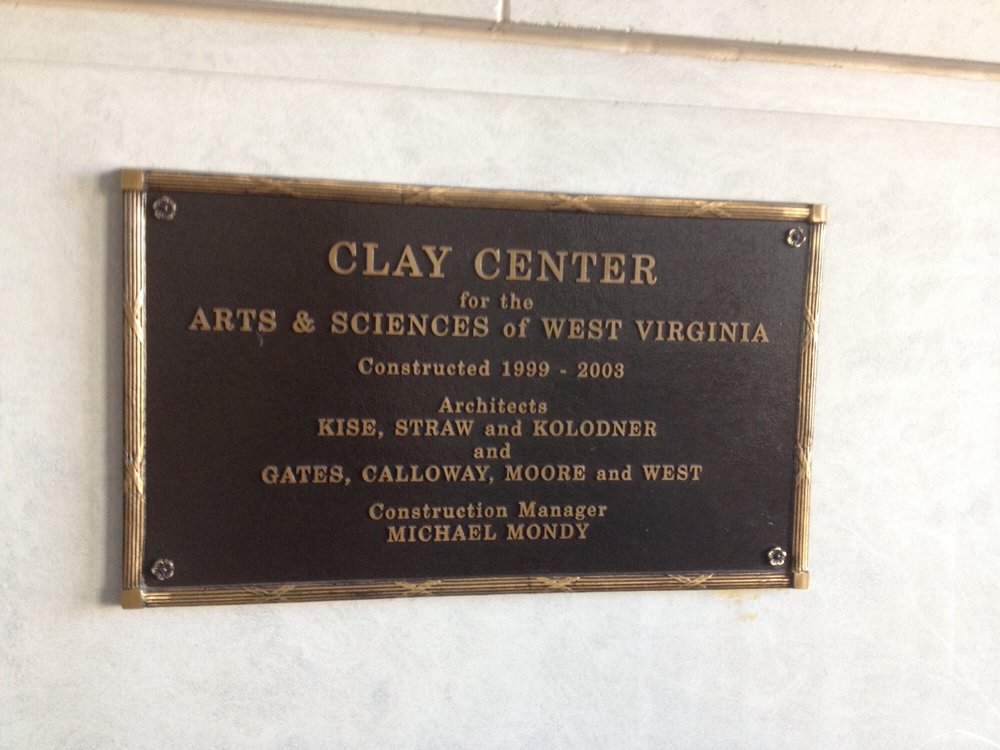 CLAY CENTER
for the
ARTS & SCIENCES of WEST VIRGINIA
Constructed 1999 - 2003
Architects
KISE, STRAW and KOLODNER
and
GATES, CALLOWAY, MOORE and WEST
Construction Manager
MICHAEL MONDY